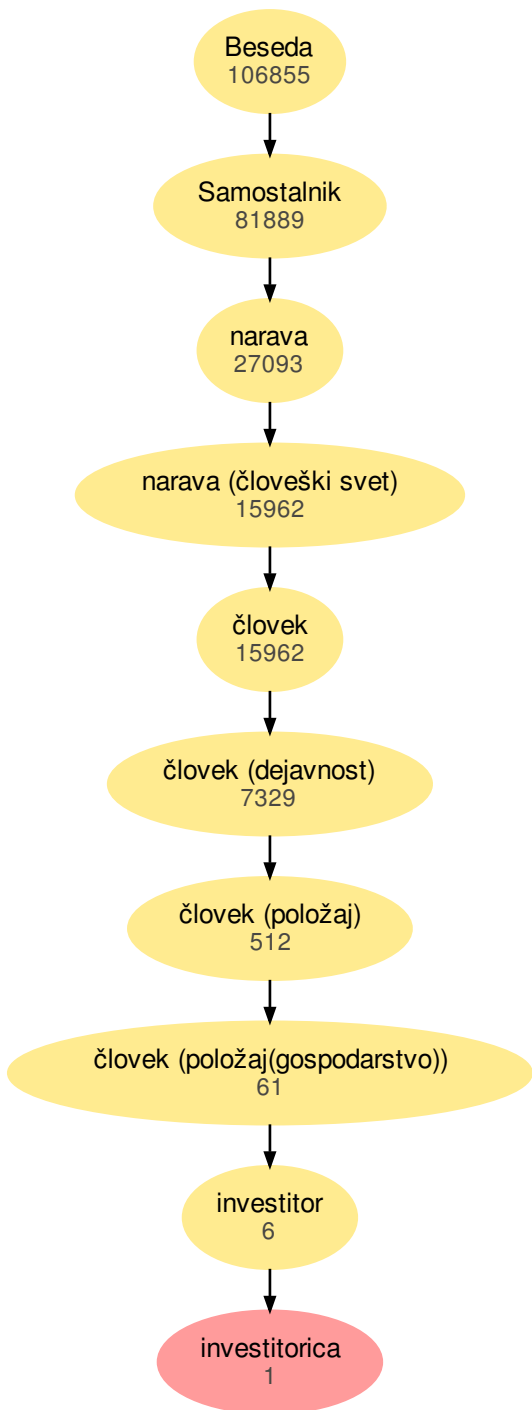 Beseda
106855
Samostalnik
81889
narava
27093
narava (človeški svet)
15962
človek
15962
človek (dejavnost)
7329
človek (položaj)
512
človek (položaj(gospodarstvo))
61
investitor
6
investitorica
1